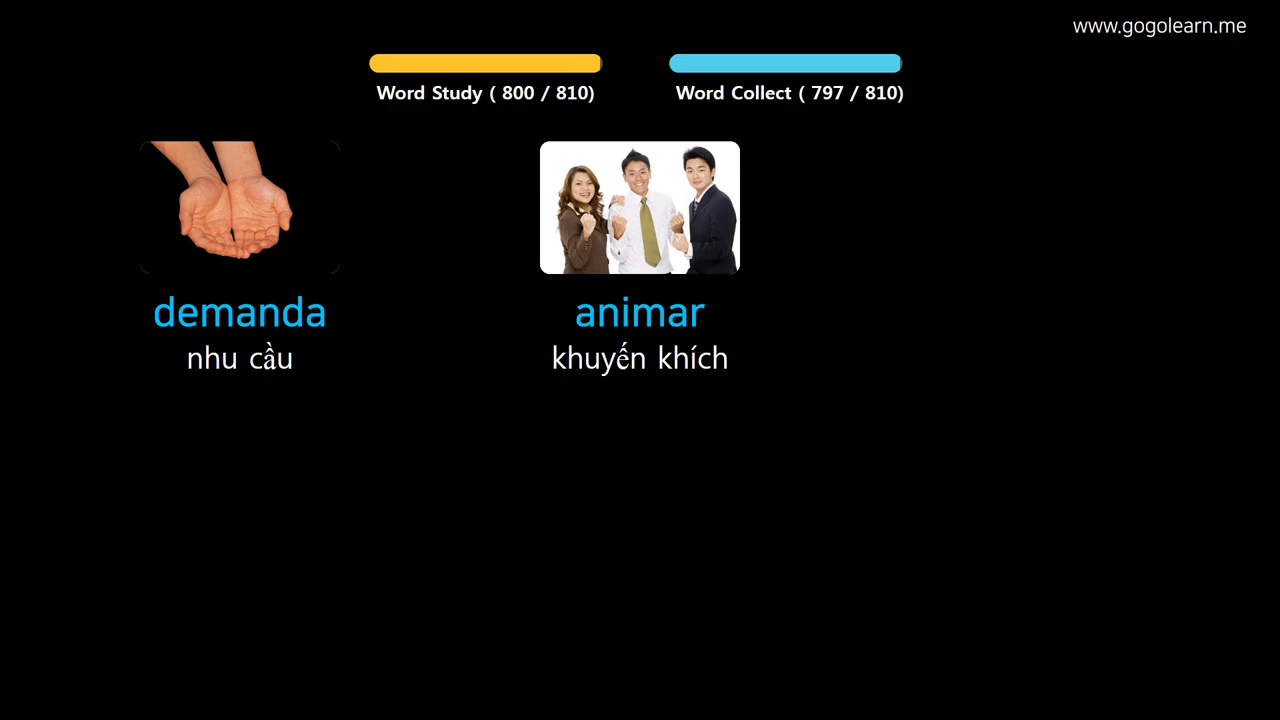 www.gogolearn.me
Word Study ( 800 / 810)
Word Collect ( 797 / 810)
demanda
nhu cầu
animar
khuyến khích